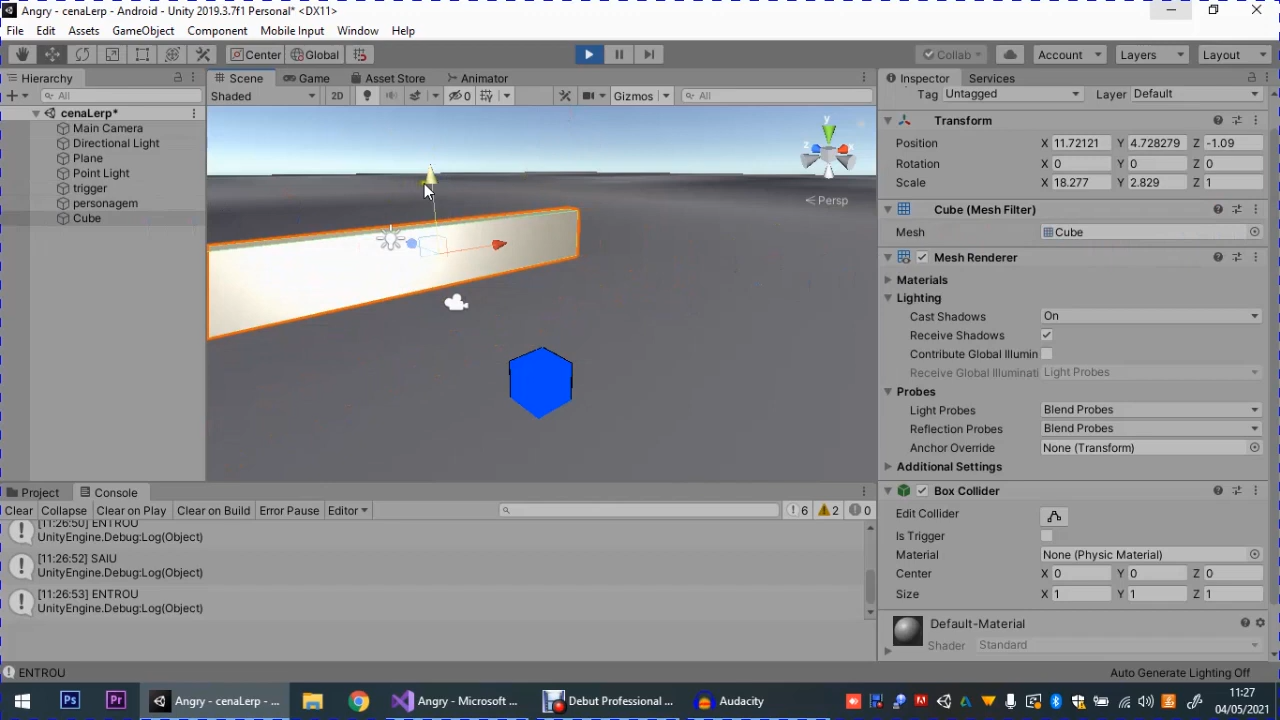 Angry - cenaLerp - Android - Unity 2019.3.7f1 Personal* <DX11>
File Edit Assets GameObject Component Mobile Input Window Help
Center Global Collab Account Layers Layout
Hierarchy Scene Game Asset Store Animator Inspector Services
All Shaded 2D 0 Gizmos All Tag Untagged Layer Default
cenaLerp*
Main Camera
Directional Light
Plane
Point Light
trigger
personagem
Cube
y
x
z
Persp
Transform
Position X 11.72121 Y 4.728279 Z -1.09
Rotation X 0 Y 0 Z 0
Scale X 18.277 Y 2.829 Z 1
Cube (Mesh Filter)
Mesh Cube
Mesh Renderer
Materials
Lighting
Cast Shadows On
Receive Shadows
Contribute Global Illumin
Receive Global Illuminati Light Probes
Probes
Light Probes Blend Probes
Reflection Probes Blend Probes
Anchor Override None (Transform)
Additional Settings
Box Collider
Edit Collider
Is Trigger
Material None (Physic Material)
Center X 0 Y 0 Z 0
Size X 1 Y 1 Z 1
Default-Material
Shader Standard
Project Console
Clear Collapse Clear on Play Clear on Build Error Pause Editor 6 2 0
[11:26:50] ENTROU
UnityEngine.Debug:Log(Object)
[11:26:52] SAIU
UnityEngine.Debug:Log(Object)
[11:26:53] ENTROU
UnityEngine.Debug:Log(Object)
ENTROU Auto Generate Lighting Off
Ps Pr Angry - cenaLerp - ... Angry - Microsoft ... Debut Professional ... Audacity
11:27
04/05/2021